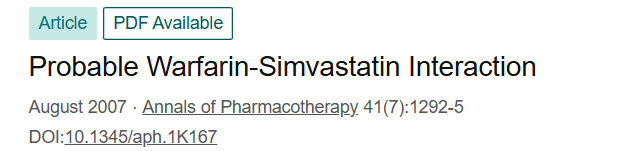 Article PDF Available
Probable Warfarin-Simvastatin Interaction
August 2007 · Annals of Pharmacotherapy 41(7):1292-5
DOI:10.1345/aph.1K167